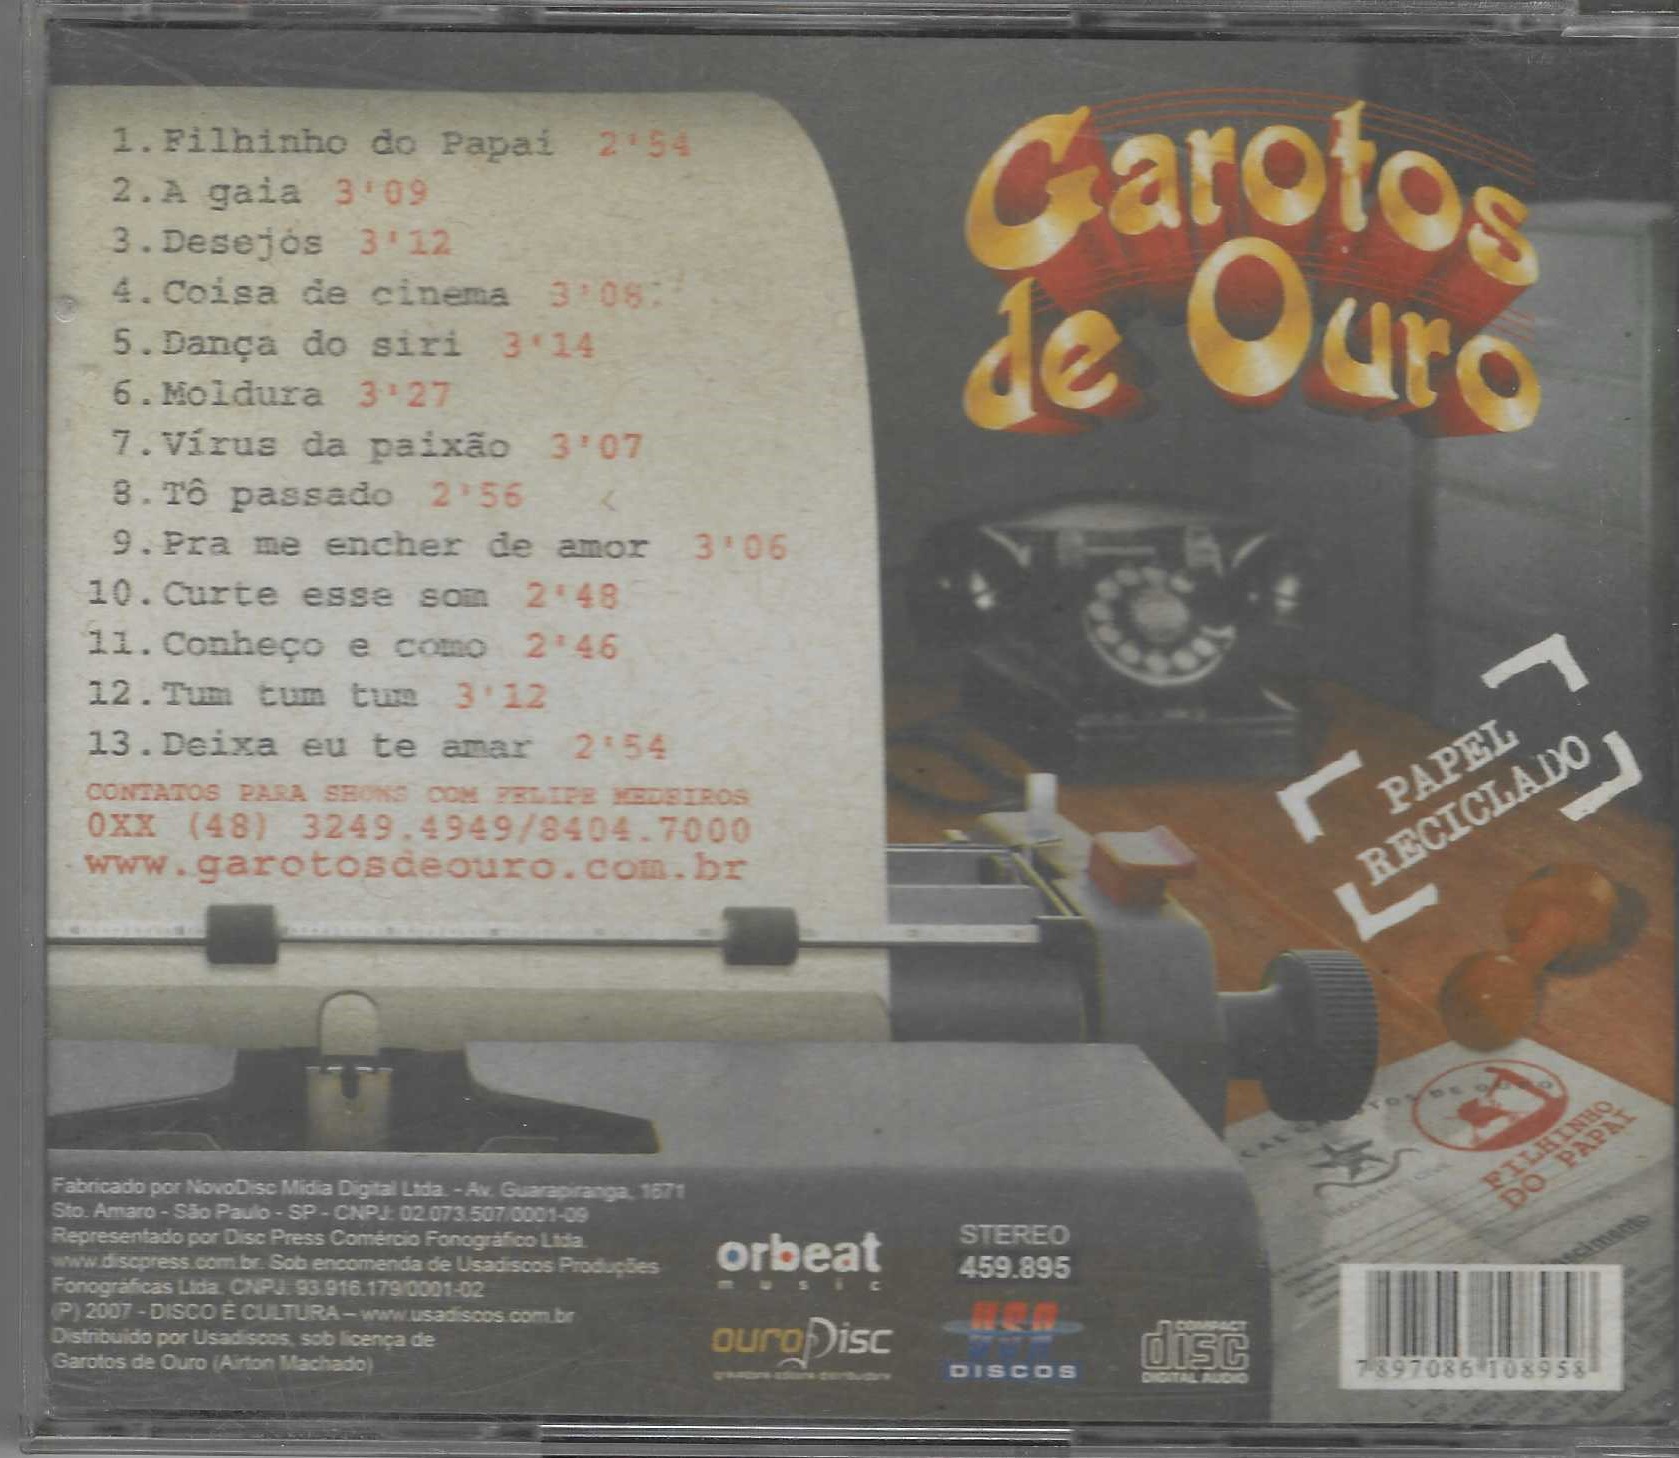 1. Filhinho do Papai 2'54
2. A gaia 3'09
3. Desejos 3'12
4. Coisa de cinema 3'08
5. Dança do siri 3'14
6. Moldura 3'27
7. Vírus da paixão 3'07
8. Tô passado 2'56
9. Pra me encher de amor 3'06
10. Curte esse som 2'48
11. Conheço e como 2'46
12. Tum tum tum 3'12
13. Deixa eu te amar 2'54
CONTATOS PARA SHOWS COM FELIPE MEDEIROS
0XX (48) 3249.4949/8404.7000
www.garotosdeouro.com.br
Garotos
de Ouro
PAPEL
RECICLADO
FILHINHO
DO PAPAI
Fabricado por NovoDisc Mídia Digital Ltda. - Av. Guarapiranga, 1671
Sto. Amaro - São Paulo - SP - CNPJ: 02.073.507/0001-09
Representado por Disc Press Comércio Fonográfico Ltda.
www.discpress.com.br. Sob encomenda de Usadiscos Produções
Fonográficas Ltda. CNPJ: 93.916.179/0001-02
(P) 2007 - DISCO É CULTURA – www.usadiscos.com.br
Distribuído por Usadiscos, sob licença de
Garotos de Ouro (Airton Machado)
orbeat
music
ouroDisc
STEREO
459.895
USA
DISCOS
COMPACT
disc
DIGITAL AUDIO
7897086108958